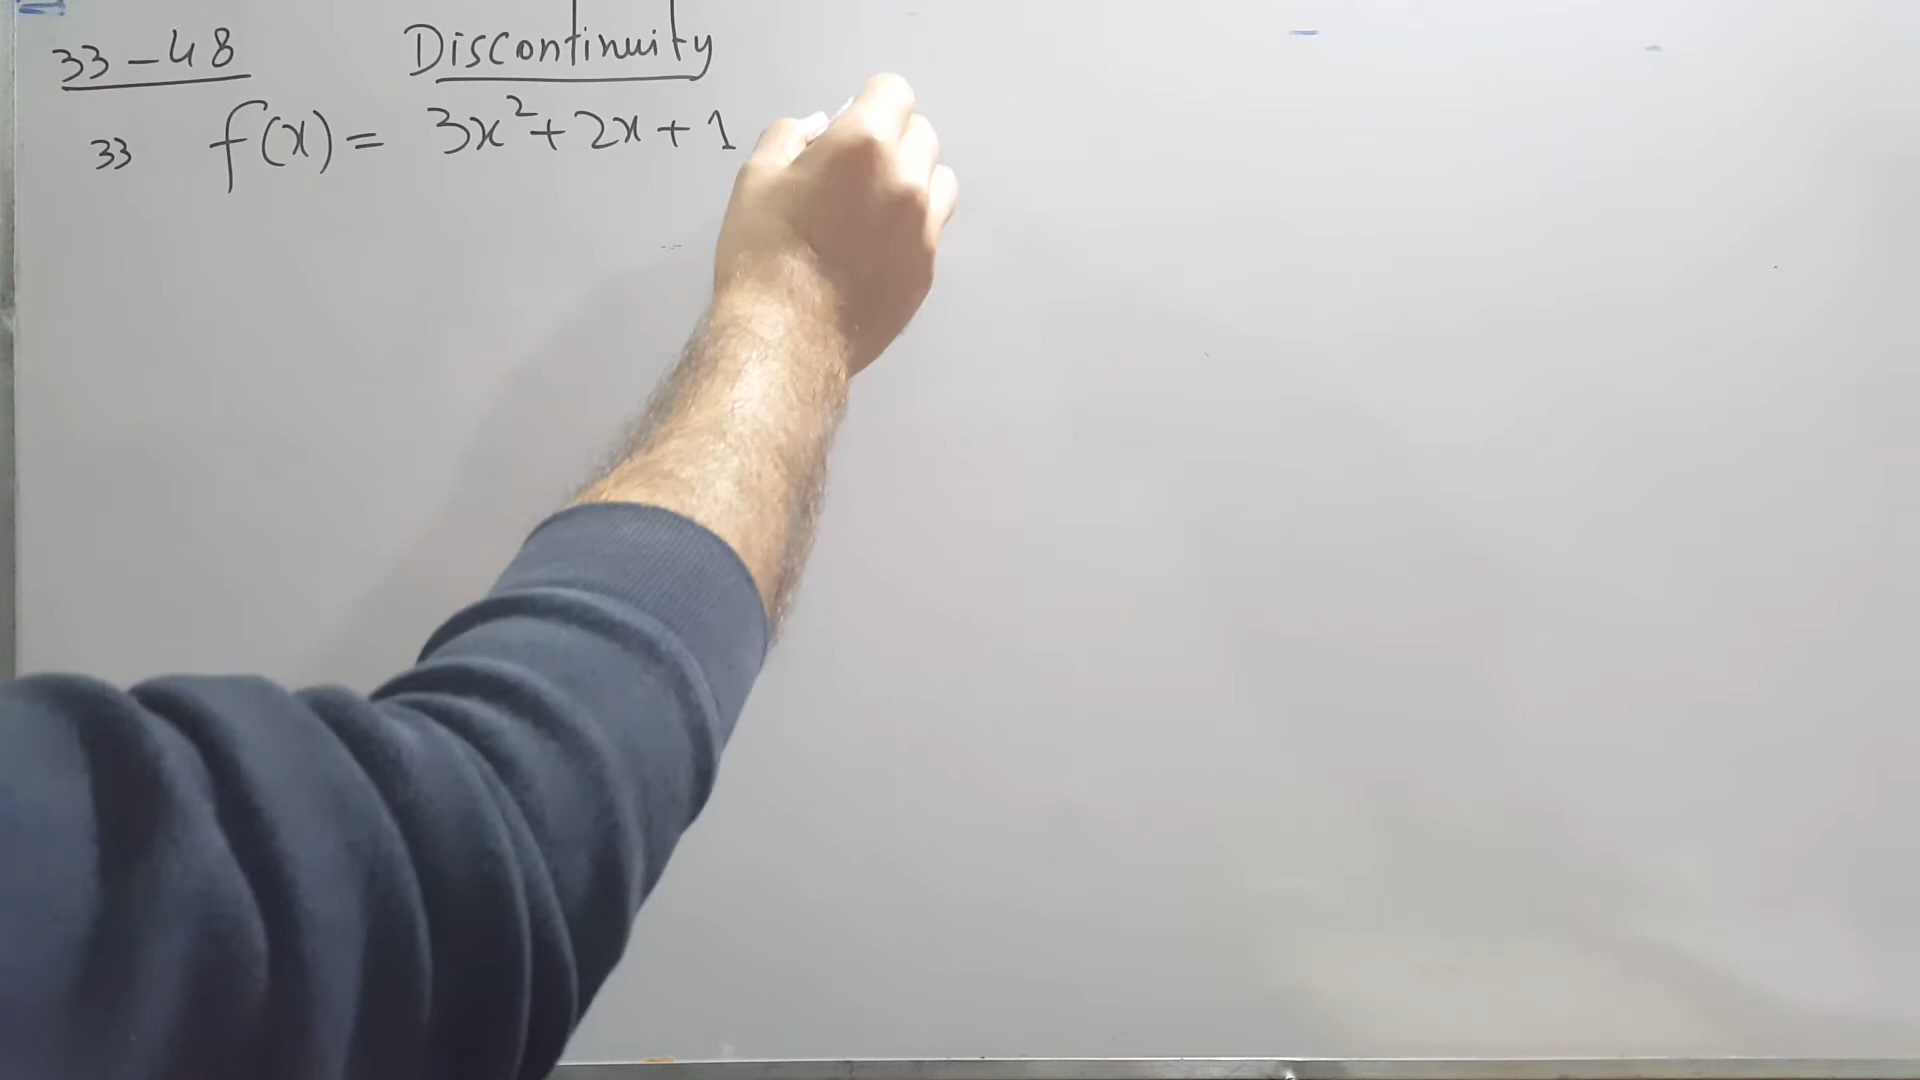 33-48 Discontinuity
33 f(x) = 3x²+2x+1